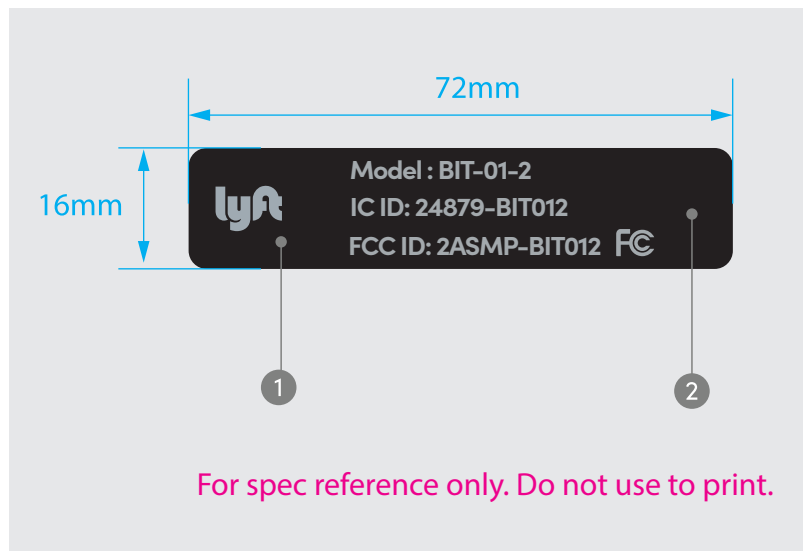 72mm
16mm
lyft
Model : BIT-01-2
IC ID: 24879-BIT012
FCC ID: 2ASMP-BIT012 FC
1
2
For spec reference only. Do not use to print.